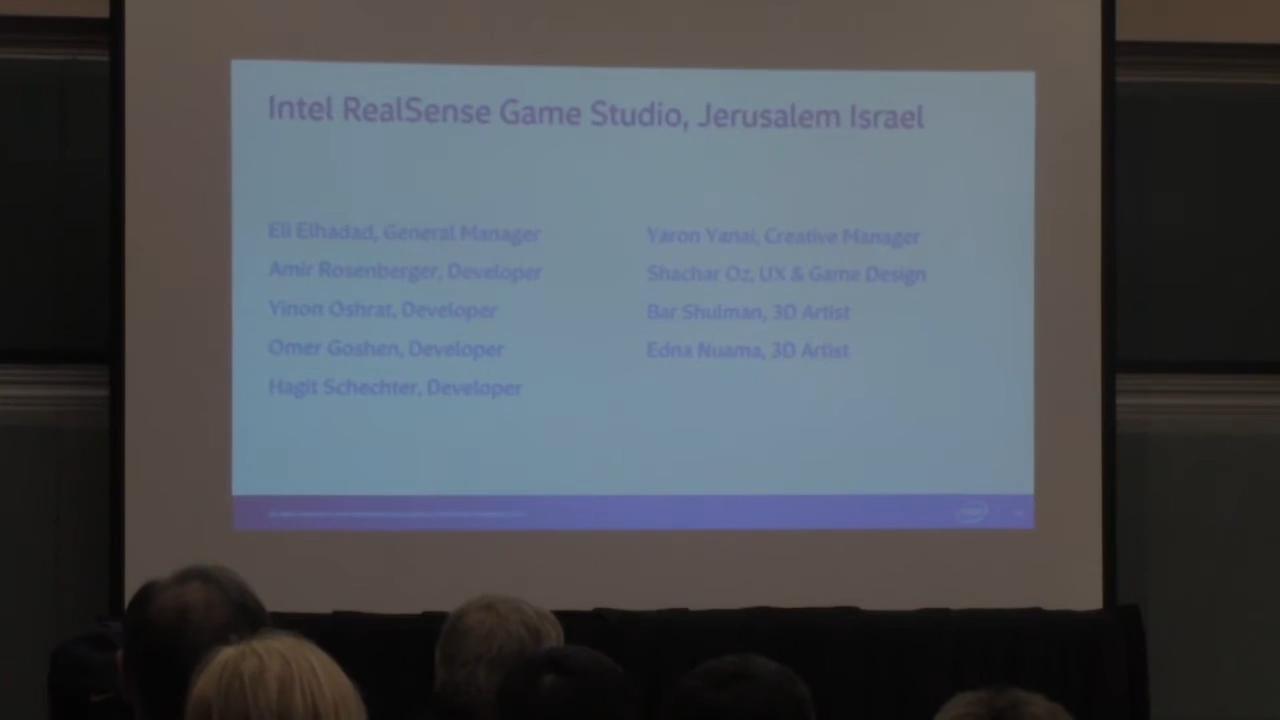 Intel RealSense Game Studio, Jerusalem Israel
Eli Elhadad, General Manager
Amir Rosenberger, Developer
Yinon Oshrat, Developer
Omer Goshen, Developer
Hagit Schechter, Developer
Yaron Yanai, Creative Manager
Shachar Oz, UX & Game Design
Bar Shulman, 3D Artist
Edna Nuama, 3D Artist
(intel)